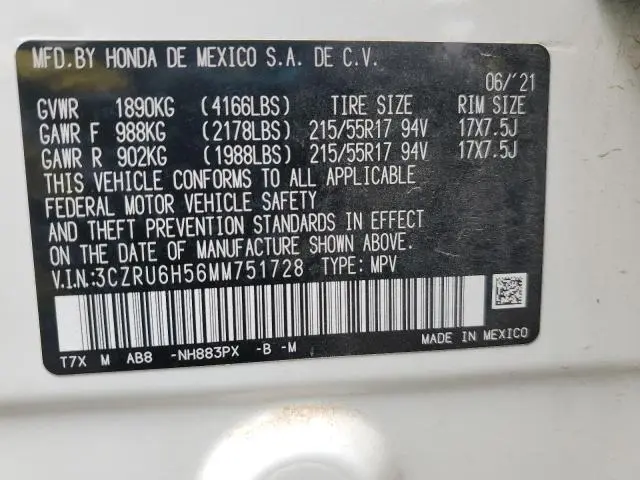 MFD.BY HONDA DE MEXICO S.A. DE C.V.
06/'21
GVWR 1890KG (4166LBS) TIRE SIZE RIM SIZE
GAWR F 988KG (2178LBS) 215/55R17 94V 17X7.5J
GAWR R 902KG (1988LBS) 215/55R17 94V 17X7.5J
THIS VEHICLE CONFORMS TO ALL APPLICABLE
FEDERAL MOTOR VEHICLE SAFETY
AND THEFT PREVENTION STANDARDS IN EFFECT
ON THE DATE OF MANUFACTURE SHOWN ABOVE.
V.I.N.:3CZRU6H56MM751728 TYPE: MPV
T7X M AB8 -NH883PX -B -M
MADE IN MEXICO